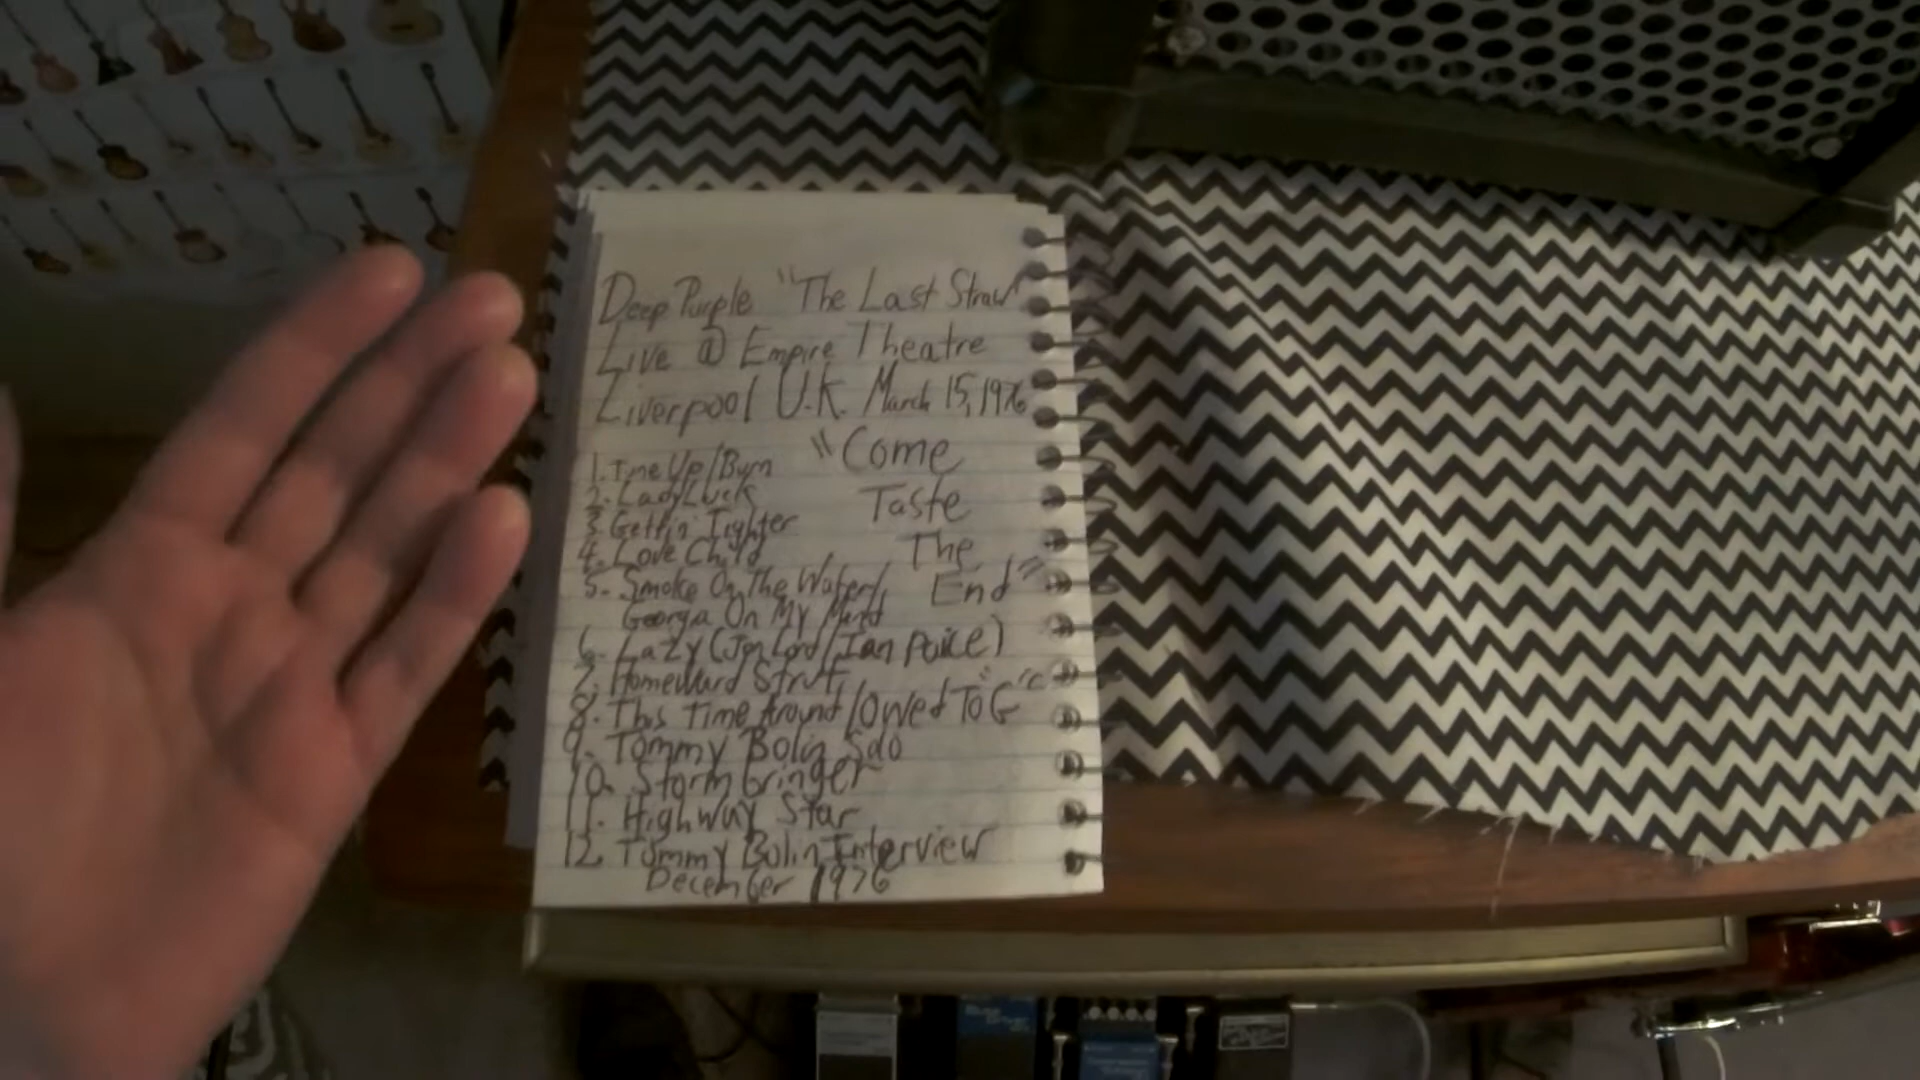 Deep Purple "The Last Straw"
Live @ Empire Theatre
Liverpool U.K. March 15, 1976
"Come
Taste
The
End"
1. Time Up/Burn
2. Lady Luck
3. Gettin Tighter
4. Love Child
5. Smoke On The Water/
Georgia On My Mind
6. Lazy (Jon Lord/Ian Paice)
7. Homeward Strut
8. This Time Around/Owed To "G"
9. Tommy Bolin Solo
10. Stormbringer
11. Highway Star
12. Tommy Bolin Interview
December 1976